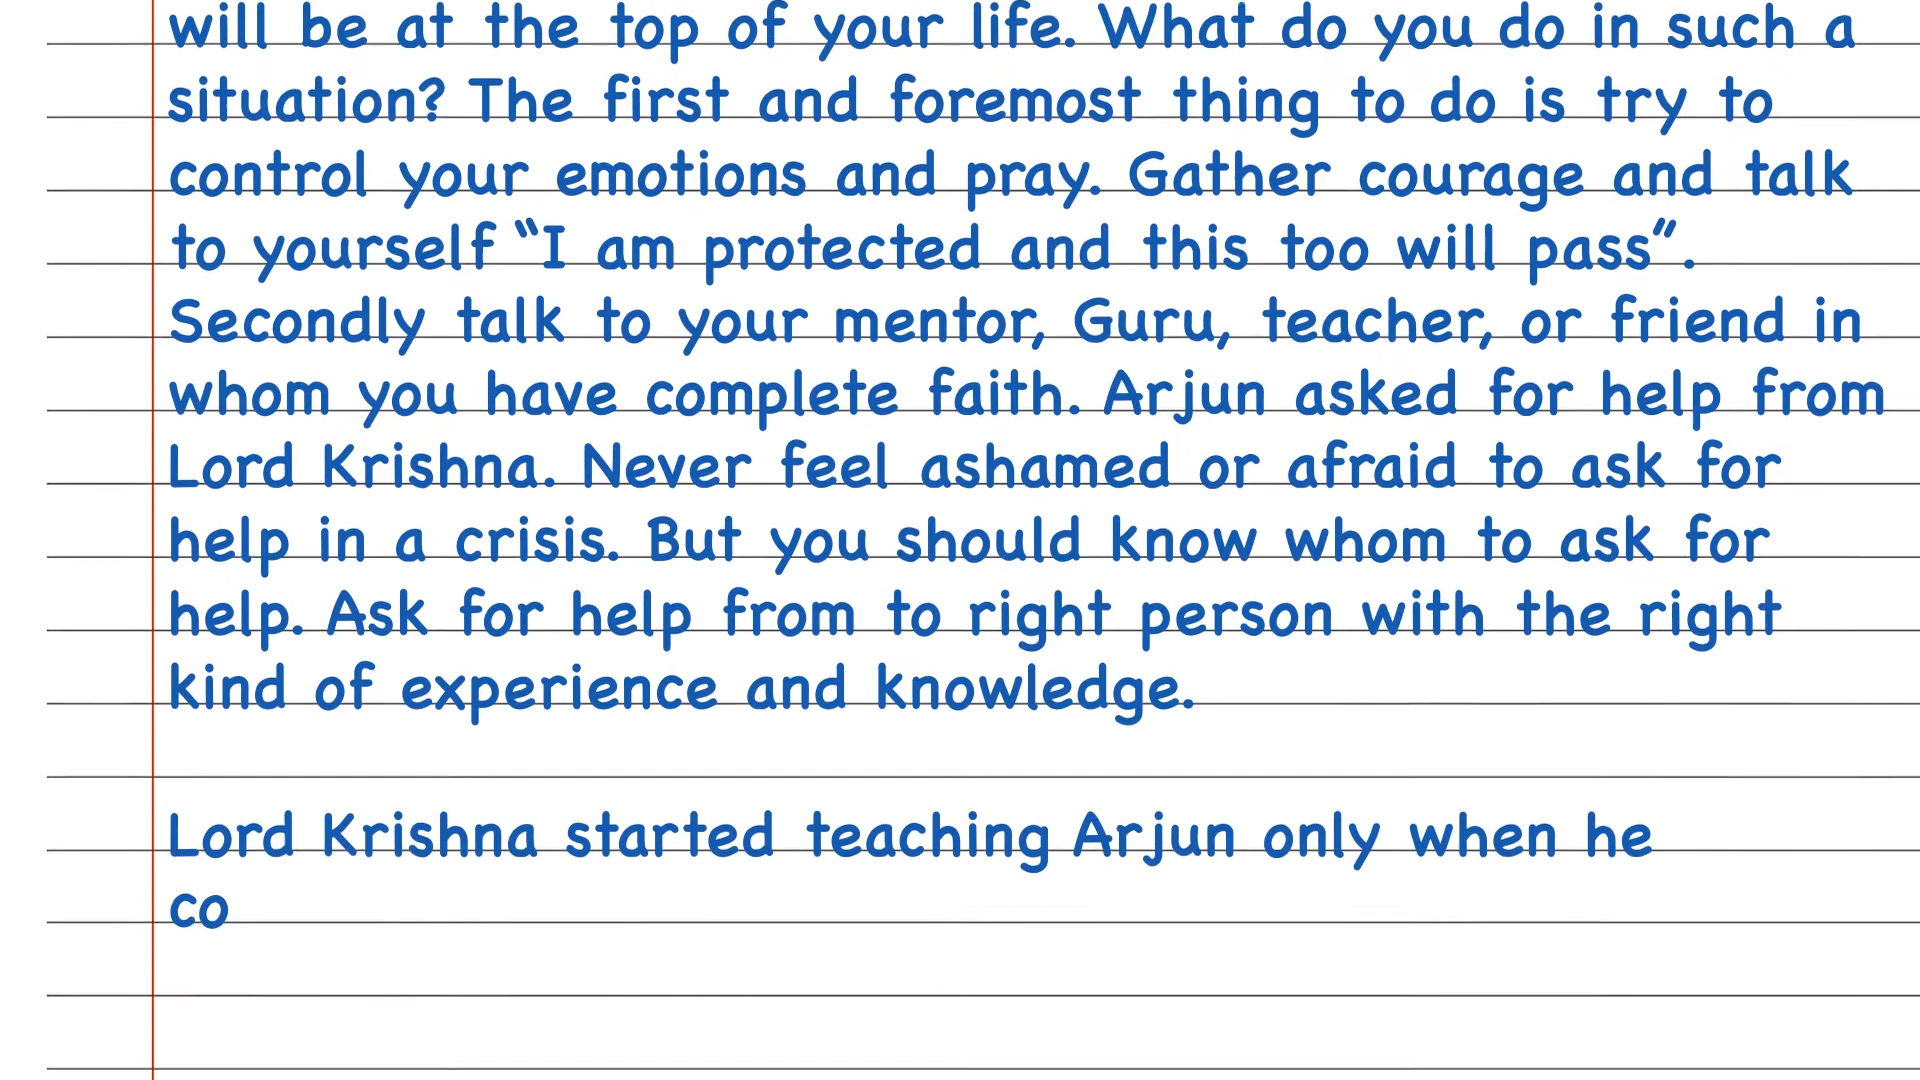 will be at the top of your life. What do you do in such a
situation? The first and foremost thing to do is try to
control your emotions and pray. Gather courage and talk
to yourself “I am protected and this too will pass”.
Secondly talk to your mentor, Guru, teacher, or friend in
whom you have complete faith. Arjun asked for help from
Lord Krishna. Never feel ashamed or afraid to ask for
help in a crisis. But you should know whom to ask for
help. Ask for help from to right person with the right
kind of experience and knowledge.
Lord Krishna started teaching Arjun only when he
co